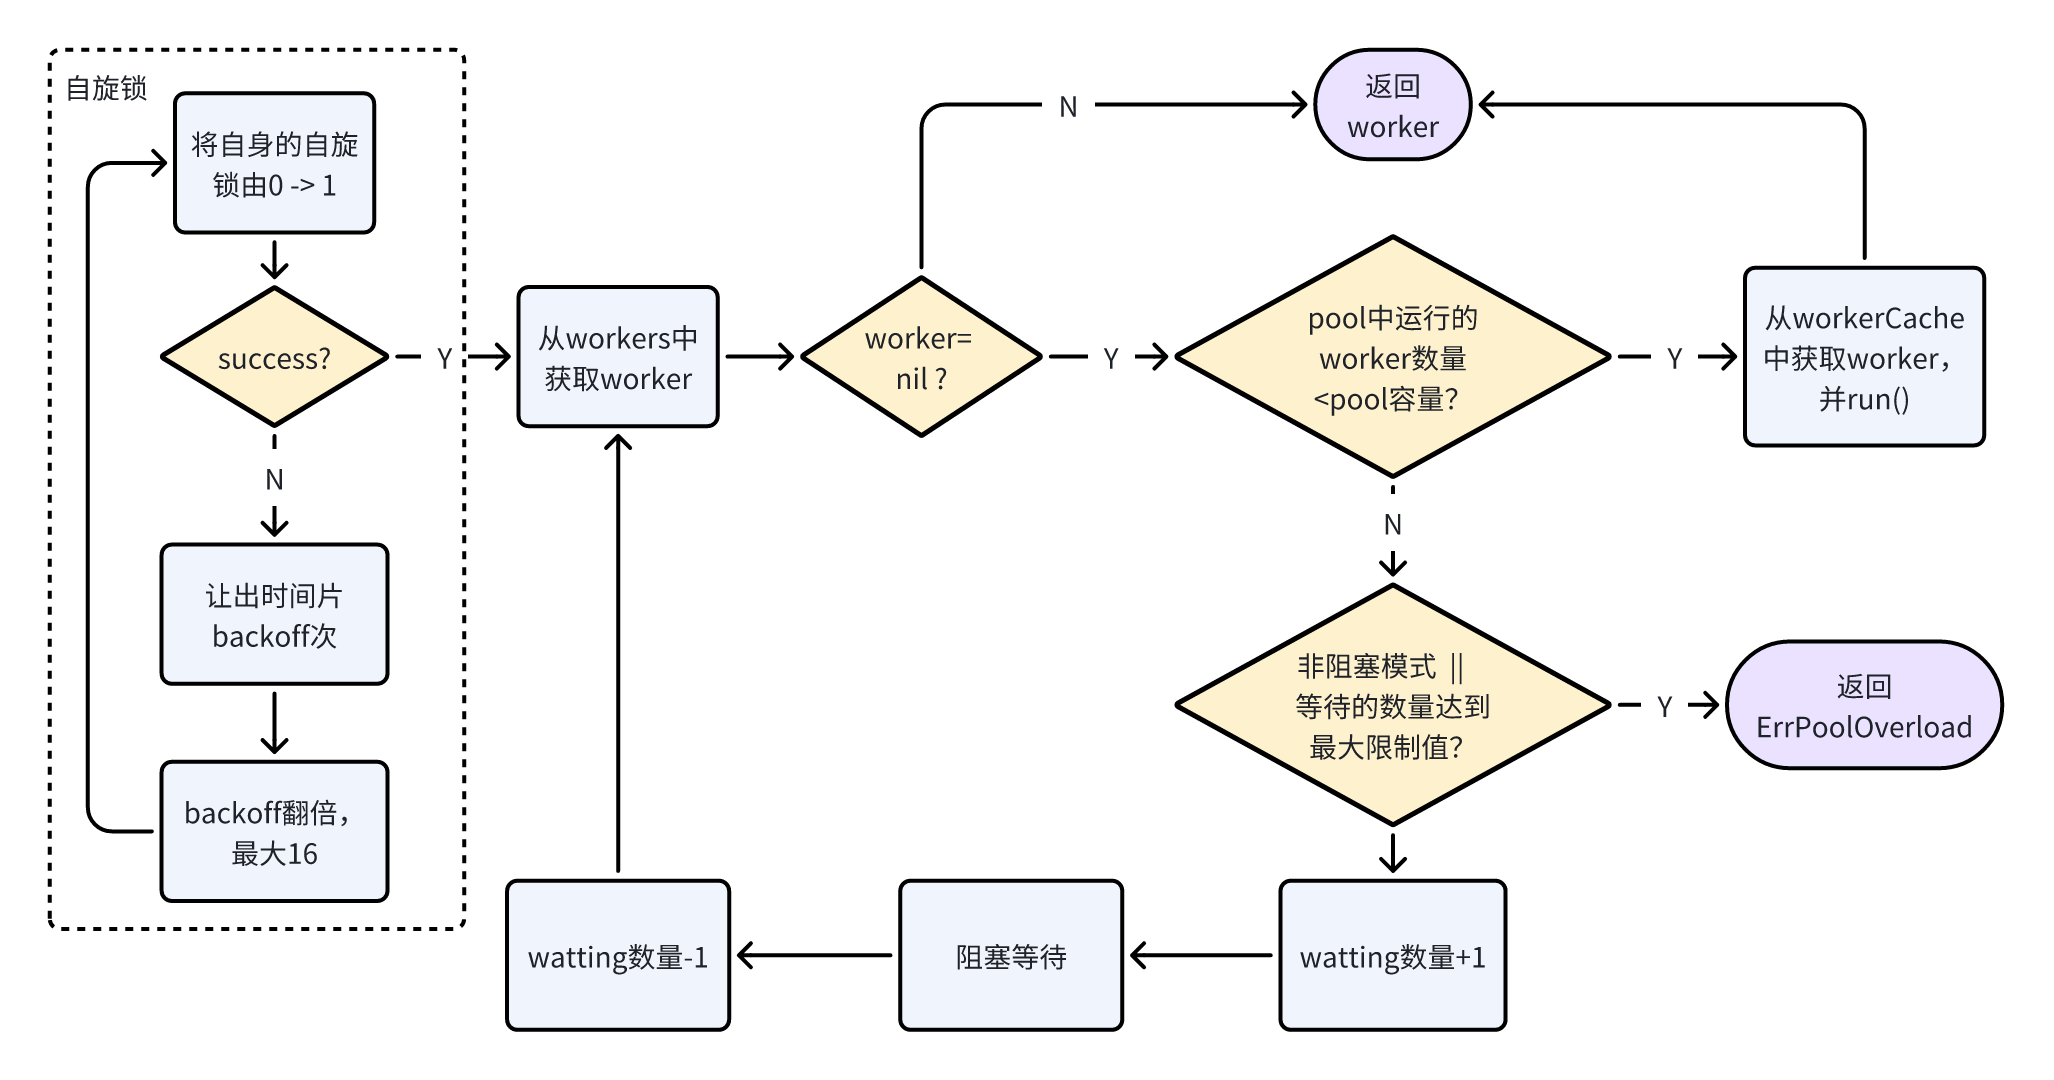 自旋锁
将自身的自旋
锁由0 -> 1
success?
Y
N
让出时间片
backoff次
backoff翻倍，
最大16
从workers中
获取worker
worker=
nil ?
N
Y
返回
worker
pool中运行的
worker数量
<pool容量？
Y
N
从workerCache
中获取worker，
并run()
非阻塞模式 ||
等待的数量达到
最大限制值？
Y
返回
ErrPoolOverload
watting数量+1
阻塞等待
watting数量-1